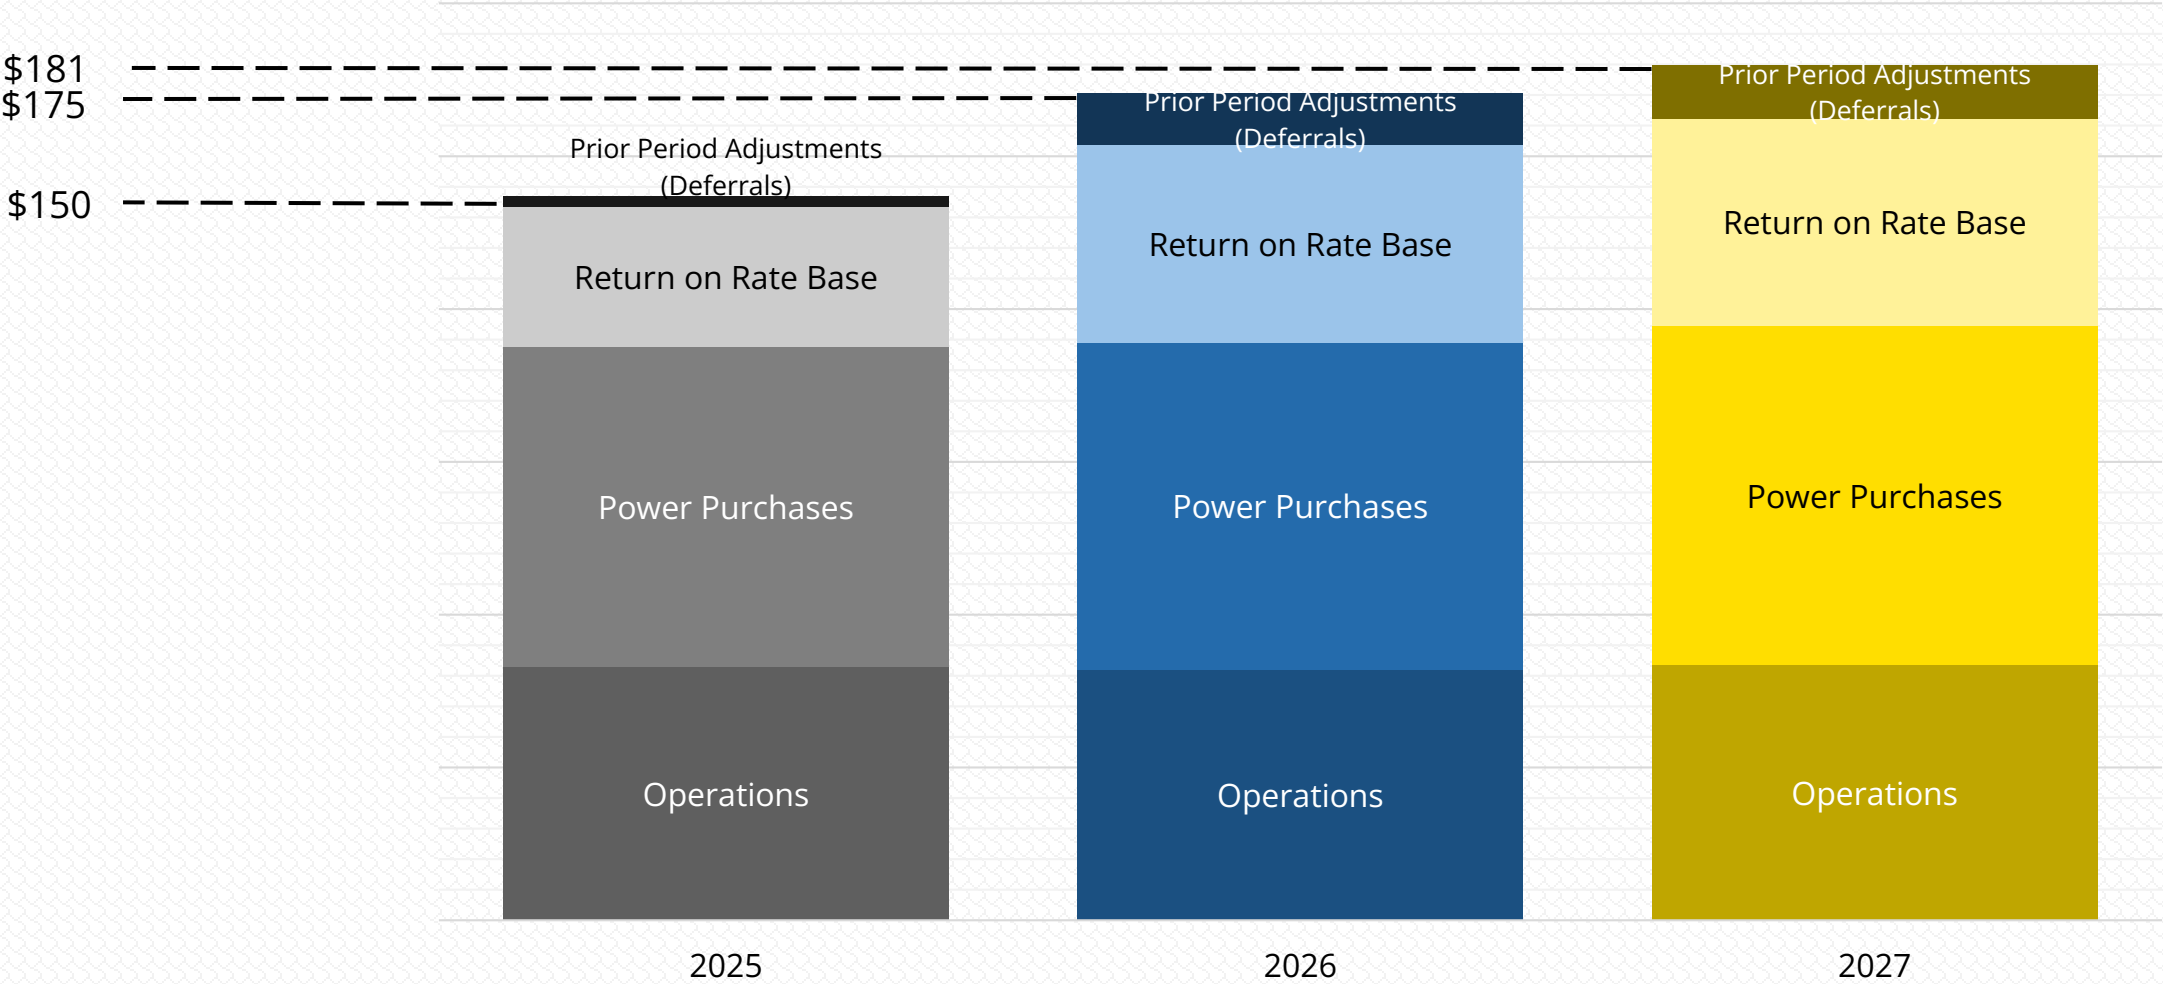 $181
$175
$150
Prior Period Adjustments
(Deferrals)
Return on Rate Base
Power Purchases
Operations
2025
Prior Period Adjustments
(Deferrals)
Return on Rate Base
Power Purchases
Operations
2026
Prior Period Adjustments
(Deferrals)
Return on Rate Base
Power Purchases
Operations
2027